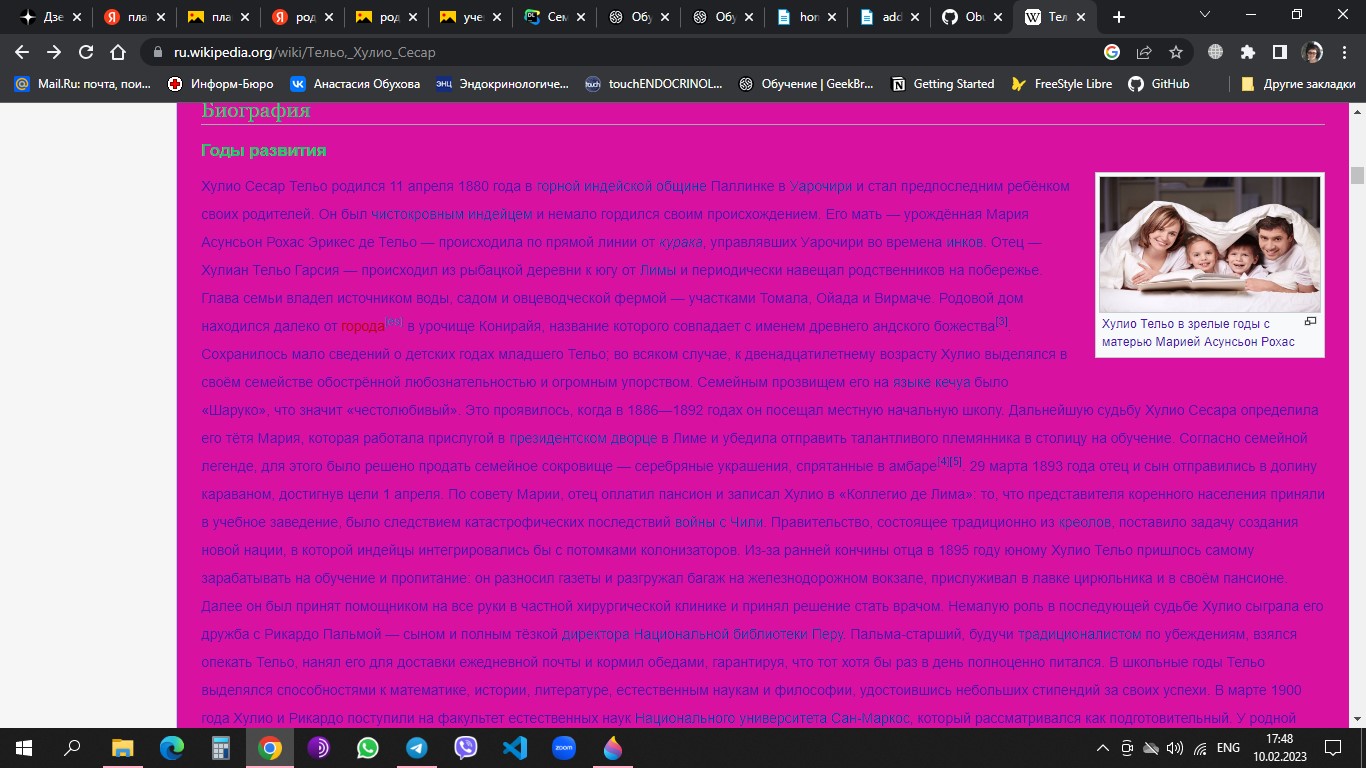 Дзе
пла
пла
род
род
уче
Сем
Обу
Обу
hon
add
Obu
Тел
ru.wikipedia.org/wiki/Тельо,_Хулио_Сесар
Mail.Ru: почта, пои...
Информ-Бюро
Анастасия Обухова
ЭНЦ
Эндокринологиче...
touch
touchENDOCRINOL...
Обучение | GeekBr...
Getting Started
FreeStyle Libre
GitHub
Другие закладки
Биография
Годы развития
Хулио Сесар Тельо родился 11 апреля 1880 года в горной индейской общине Паллинке в Уарочири и стал предпоследним ребёнком
своих родителей. Он был чистокровным индейцем и немало гордился своим происхождением. Его мать — урождённая Мария
Асунсьон Рохас Эрикес де Тельо — происходила по прямой линии от курака, управлявших Уарочири во времена инков. Отец —
Хулиан Тельо Гарсия — происходил из рыбацкой деревни к югу от Лимы и периодически навещал родственников на побережье.
Глава семьи владел источником воды, садом и овцеводческой фермой — участками Томала, Ойада и Вирмаче. Родовой дом
находился далеко от города[es] в урочище Конирайя, название которого совпадает с именем древнего андского божества[3].
Сохранилось мало сведений о детских годах младшего Тельо; во всяком случае, к двенадцатилетнему возрасту Хулио выделялся в
своём семействе обострённой любознательностью и огромным упорством. Семейным прозвищем его на языке кечуа было
«Шаруко», что значит «честолюбивый». Это проявилось, когда в 1886—1892 годах он посещал местную начальную школу. Дальнейшую судьбу Хулио Сесара определила
его тётя Мария, которая работала прислугой в президентском дворце в Лиме и убедила отправить талантливого племянника в столицу на обучение. Согласно семейной
легенде, для этого было решено продать семейное сокровище — серебряные украшения, спрятанные в амбаре[4][5]. 29 марта 1893 года отец и сын отправились в долину
караваном, достигнув цели 1 апреля. По совету Марии, отец оплатил пансион и записал Хулио в «Коллегио де Лима»: то, что представителя коренного населения приняли
в учебное заведение, было следствием катастрофических последствий войны с Чили. Правительство, состоящее традиционно из креолов, поставило задачу создания
новой нации, в которой индейцы интегрировались бы с потомками колонизаторов. Из-за ранней кончины отца в 1895 году юному Хулио Тельо пришлось самому
зарабатывать на обучение и пропитание: он разносил газеты и разгружал багаж на железнодорожном вокзале, прислуживал в лавке цирюльника и в своём пансионе.
Далее он был принят помощником на все руки в частной хирургической клинике и принял решение стать врачом. Немалую роль в последующей судьбе Хулио сыграла его
дружба с Рикардо Пальмой — сыном и полным тёзкой директора Национальной библиотеки Перу. Пальма-старший, будучи традиционалистом по убеждениям, взялся
опекать Тельо, нанял его для доставки ежедневной почты и кормил обедами, гарантируя, что тот хотя бы раз в день полноценно питался. В школьные годы Тельо
выделялся способностями к математике, истории, литературе, естественным наукам и философии, удостоившись небольших стипендий за своих успехи. В марте 1900
года Хулио и Рикардо поступили на факультет естественных наук Национального университета Сан-Маркос, который рассматривался как подготовительный. У родной
Хулио Тельо в зрелые годы с
матерью Марией Асунсьон Рохас
zoom
ENG
17:48
10.02.2023